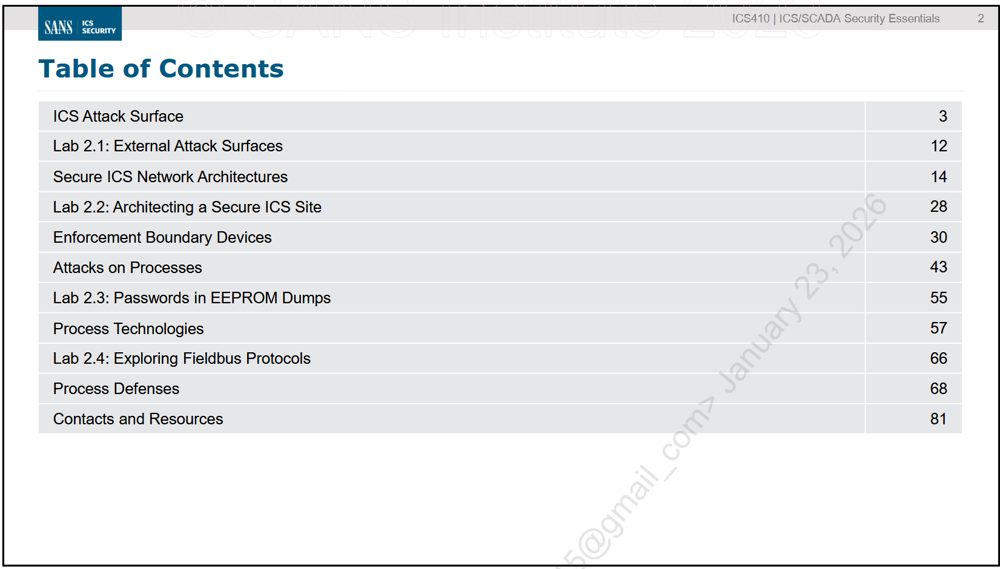 © SANS Institute 2026
SANS | ICS SECURITY
ICS410 | ICS/SCADA Security Essentials 2
Table of Contents
ICS Attack Surface 3
Lab 2.1: External Attack Surfaces 12
Secure ICS Network Architectures 14
Lab 2.2: Architecting a Secure ICS Site 28
Enforcement Boundary Devices 30
Attacks on Processes 43
Lab 2.3: Passwords in EEPROM Dumps 55
Process Technologies 57
Lab 2.4: Exploring Fieldbus Protocols 66
Process Defenses 68
Contacts and Resources 81
5@gmail_com> January 23, 2026